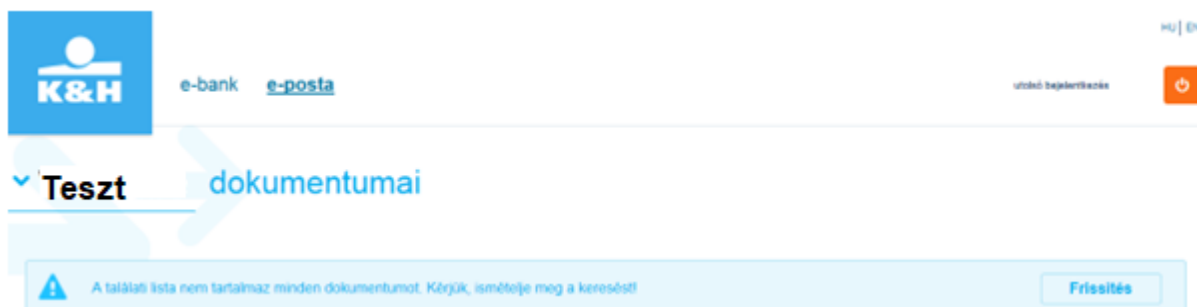 HU| EN
K&H
e-bank e-posta
utolsó bejelentkezés
Teszt dokumentumai
A találati lista nem tartalmaz minden dokumentumot. Kérjük, ismételje meg a keresést!
Frissítés